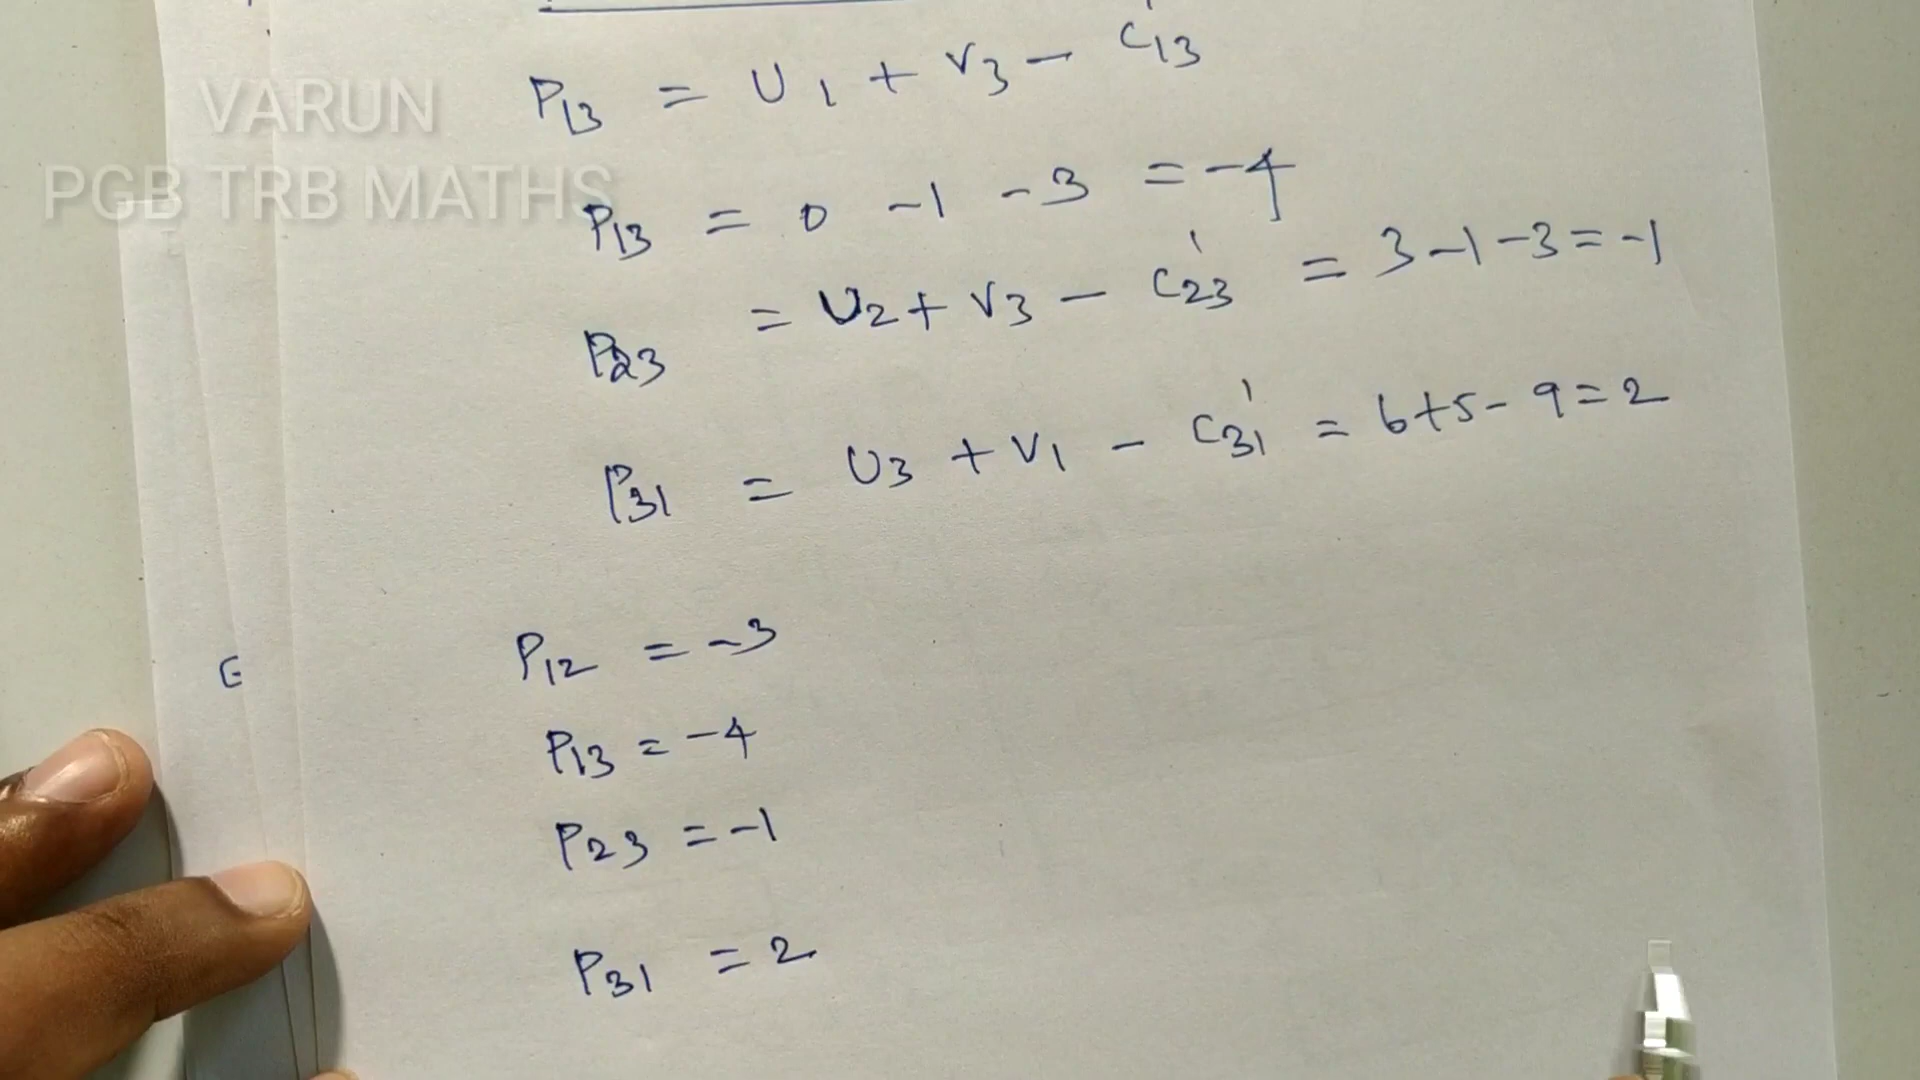 P13 = U1 + V3 - C'13
VARUN
PGB TRB MATHS
P13 = 0 -1 -3 = -4
P23 = U2 + V3 - C'23 = 3-1-3 = -1
P31 = U3 + V1 - C'31 = 6+5-9 = 2
P12 = -3
P13 = -4
P23 = -1
P31 = 2